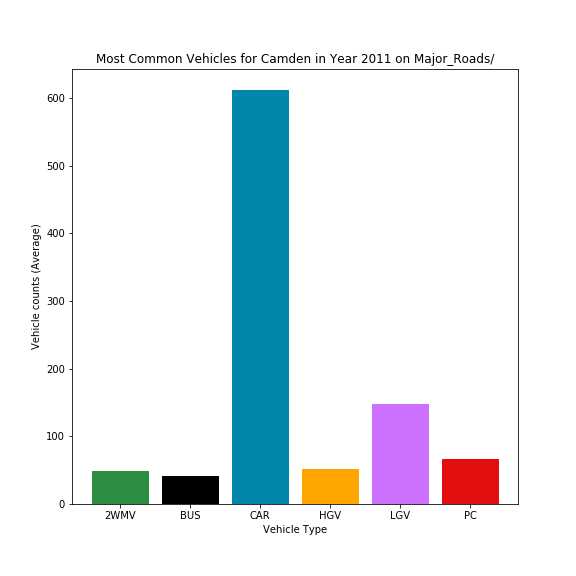 Most Common Vehicles for Camden in Year 2011 on Major_Roads/
600
500
400
300
200
100
0
Vehicle counts (Average)
2WMV BUS CAR HGV LGV PC
Vehicle Type